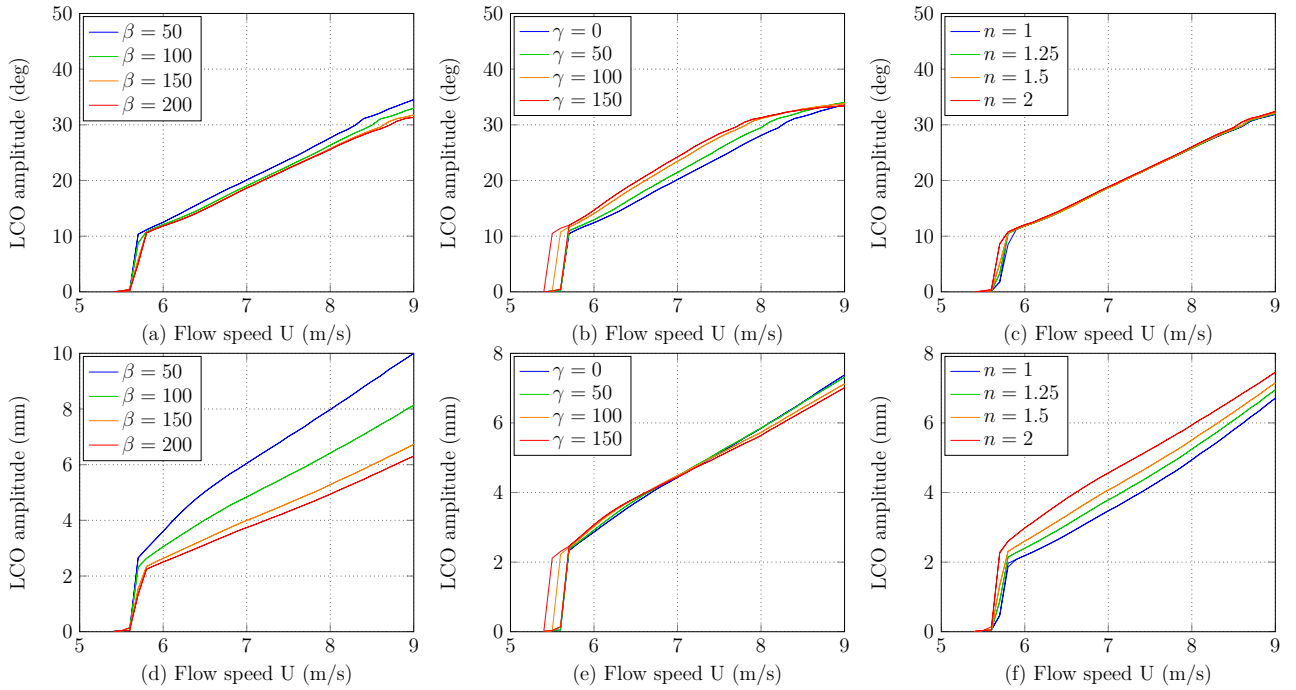 LCO amplitude (deg)
50
40
30
20
10
0
β = 50
β = 100
β = 150
β = 200
5 6 7 8 9
(a) Flow speed U (m/s)
LCO amplitude (deg)
50
40
30
20
10
0
γ = 0
γ = 50
γ = 100
γ = 150
5 6 7 8 9
(b) Flow speed U (m/s)
LCO amplitude (deg)
50
40
30
20
10
0
n = 1
n = 1.25
n = 1.5
n = 2
5 6 7 8 9
(c) Flow speed U (m/s)
LCO amplitude (mm)
10
8
6
4
2
0
β = 50
β = 100
β = 150
β = 200
5 6 7 8 9
(d) Flow speed U (m/s)
LCO amplitude (mm)
8
6
4
2
0
γ = 0
γ = 50
γ = 100
γ = 150
5 6 7 8 9
(e) Flow speed U (m/s)
LCO amplitude (mm)
8
6
4
2
0
n = 1
n = 1.25
n = 1.5
n = 2
5 6 7 8 9
(f) Flow speed U (m/s)